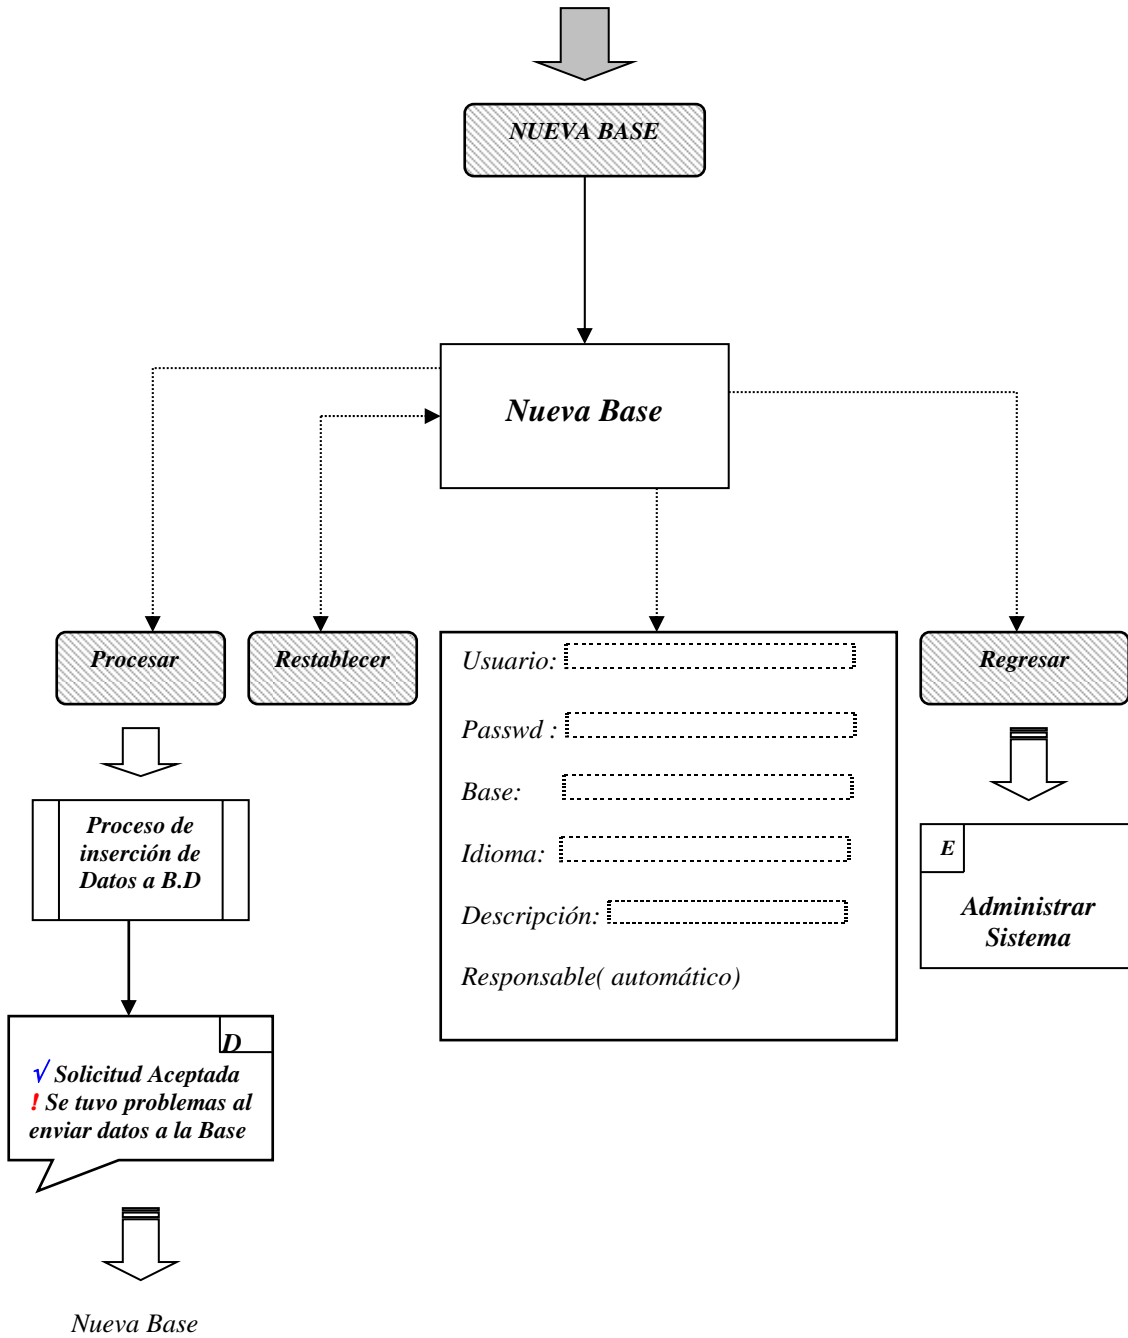 NUEVA BASE
Nueva Base
Procesar
Restablecer
Usuario:
Passwd :
Base:
Idioma:
Descripción:
Responsable( automático)
Regresar
Proceso de
inserción de
Datos a B.D
E
Administrar
Sistema
D
√ Solicitud Aceptada
! Se tuvo problemas al
enviar datos a la Base
Nueva Base